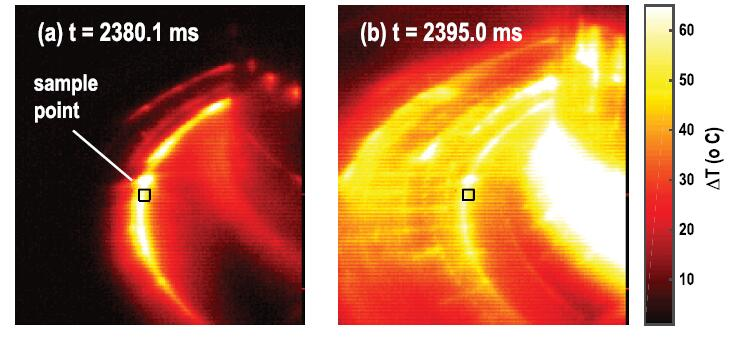 (a) t = 2380.1 ms
sample
point
(b) t = 2395.0 ms
60
50
40
30
20
10
ΔT (o C)